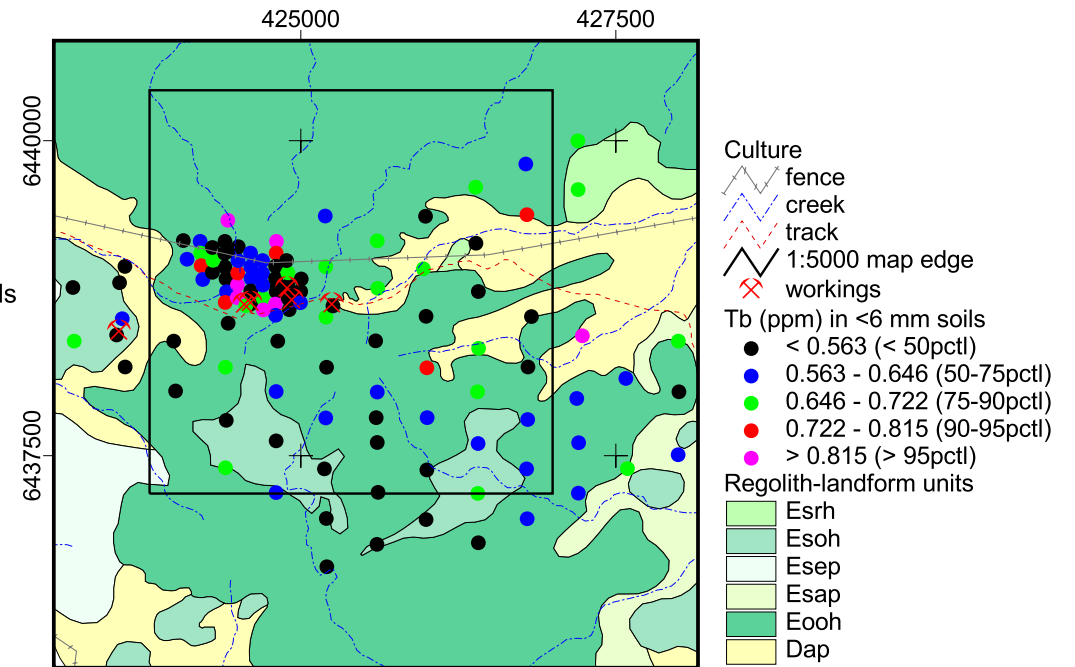 425000 427500
6440000
6437500
ls
Culture
fence
creek
track
1:5000 map edge
workings
Tb (ppm) in <6 mm soils
< 0.563 (< 50pctl)
0.563 - 0.646 (50-75pctl)
0.646 - 0.722 (75-90pctl)
0.722 - 0.815 (90-95pctl)
> 0.815 (> 95pctl)
Regolith-landform units
Esrh
Esoh
Esep
Esap
Eooh
Dap